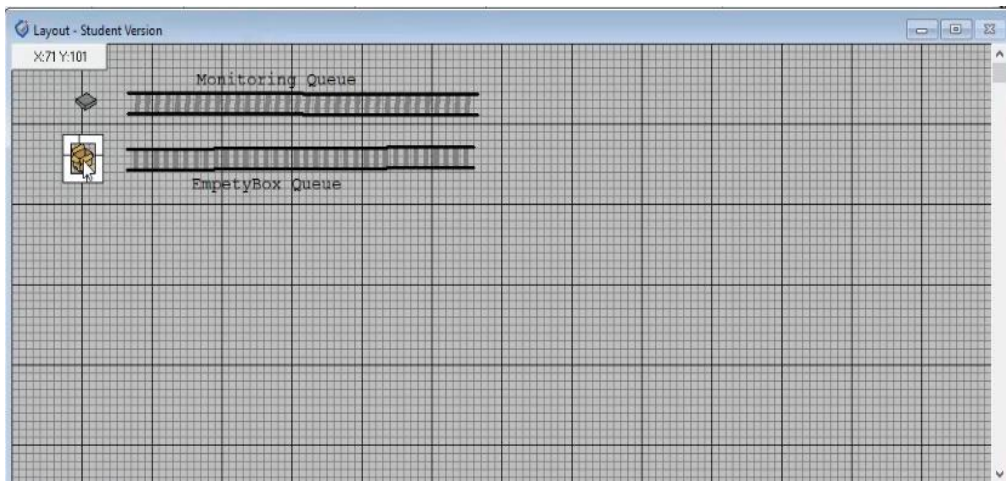 Layout - Student Version
X:71 Y:101
Monitoring Queue
EmpetyBox Queue